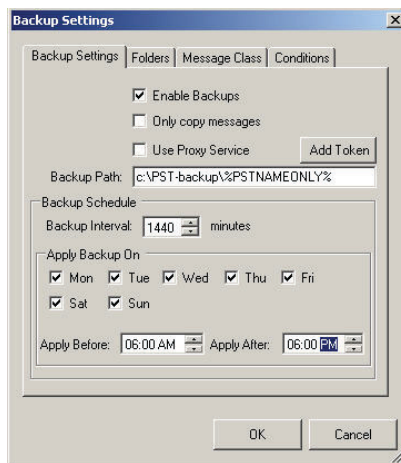 Backup Settings
Backup Settings Folders Message Class Conditions
Enable Backups
Only copy messages
Use Proxy Service Add Token
Backup Path: c:\PST-backup\%PSTNAMEONLY%
Backup Schedule
Backup Interval: 1440 minutes
Apply Backup On
Mon Tue Wed Thu Fri
Sat Sun
Apply Before: 06:00 AM Apply After: 06:00 PM
OK Cancel